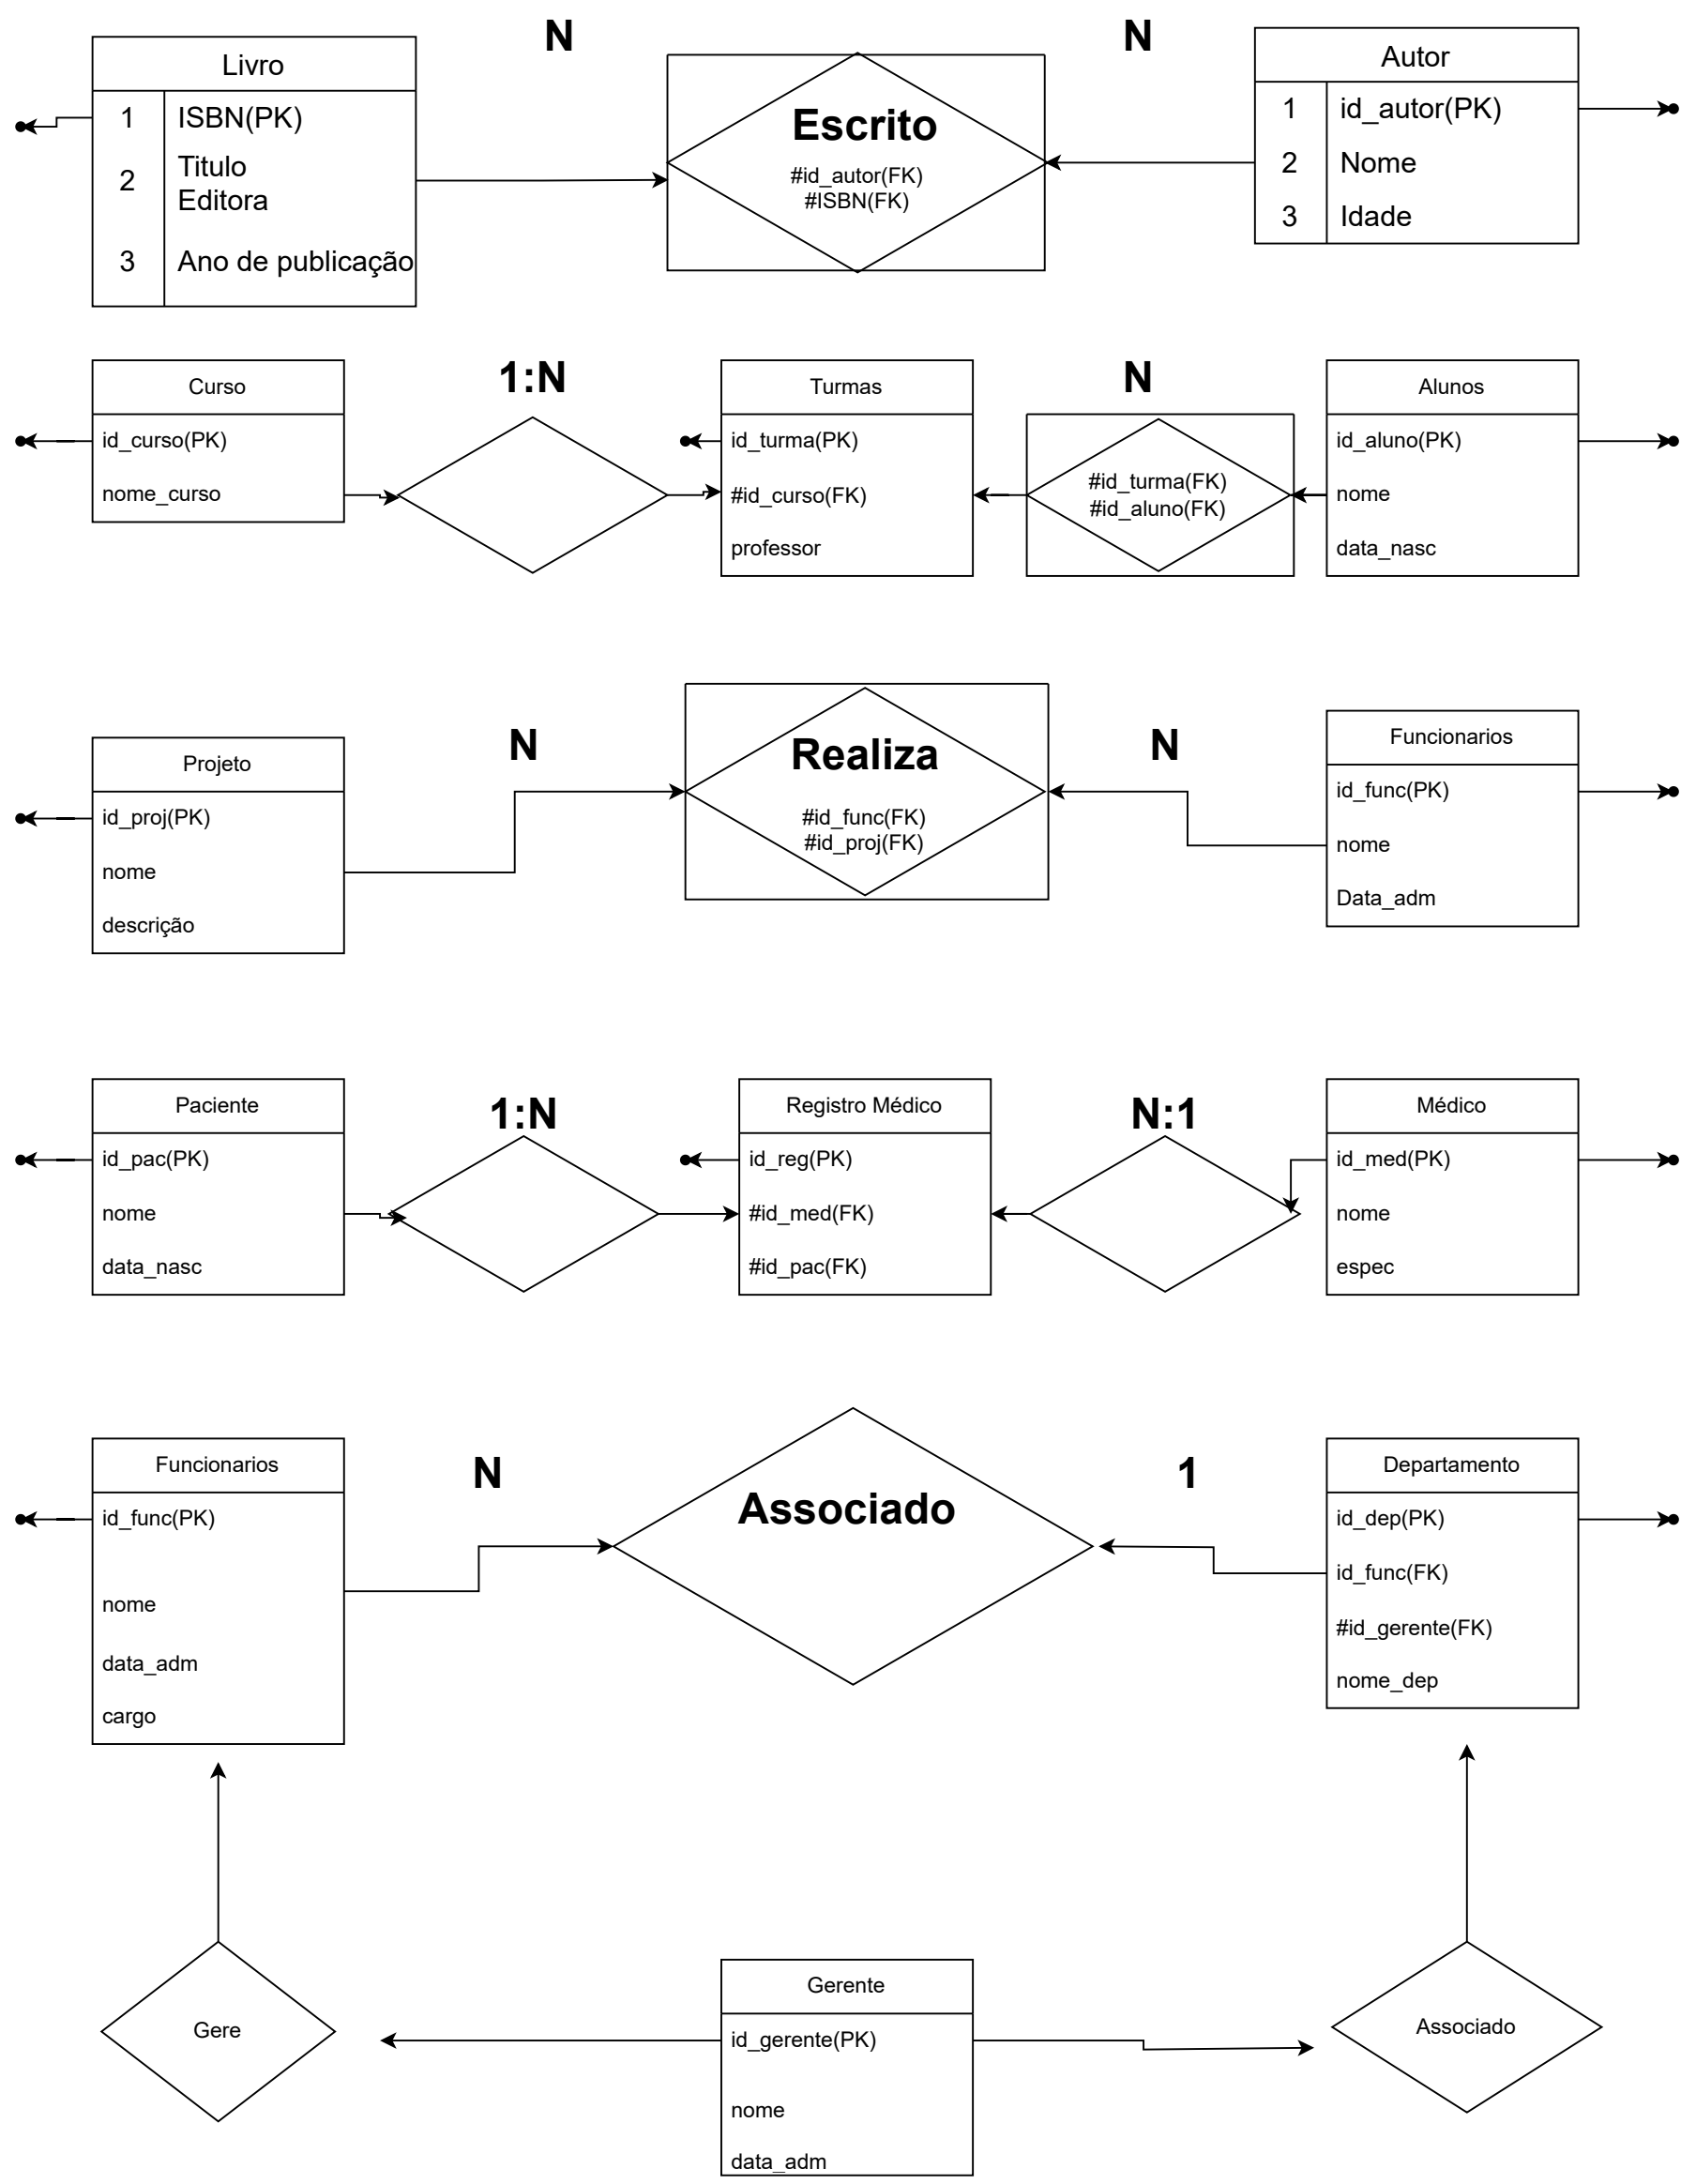 N
N
Livro
1
ISBN(PK)
2
Titulo
Editora
3
Ano de publicação
Escrito
#id_autor(FK)
#ISBN(FK)
Autor
1
id_autor(PK)
2
Nome
3
Idade
Curso
id_curso(PK)
nome_curso
1:N
Turmas
id_turma(PK)
#id_curso(FK)
professor
N
#id_turma(FK)
#id_aluno(FK)
Alunos
id_aluno(PK)
nome
data_nasc
Projeto
id_proj(PK)
nome
descrição
N
Realiza
#id_func(FK)
#id_proj(FK)
N
Funcionarios
id_func(PK)
nome
Data_adm
Paciente
id_pac(PK)
nome
data_nasc
1:N
Registro Médico
id_reg(PK)
#id_med(FK)
#id_pac(FK)
N:1
Médico
id_med(PK)
nome
espec
Funcionarios
id_func(PK)
nome
data_adm
cargo
N
Associado
1
Departamento
id_dep(PK)
id_func(FK)
#id_gerente(FK)
nome_dep
Gere
Gerente
id_gerente(PK)
nome
data_adm
Associado